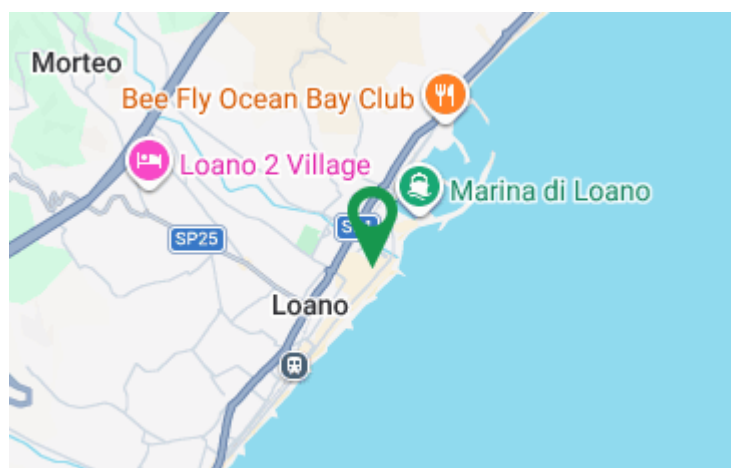 Morteo
Bee Fly Ocean Bay Club
Loano 2 Village
Marina di Loano
SP25
Loano